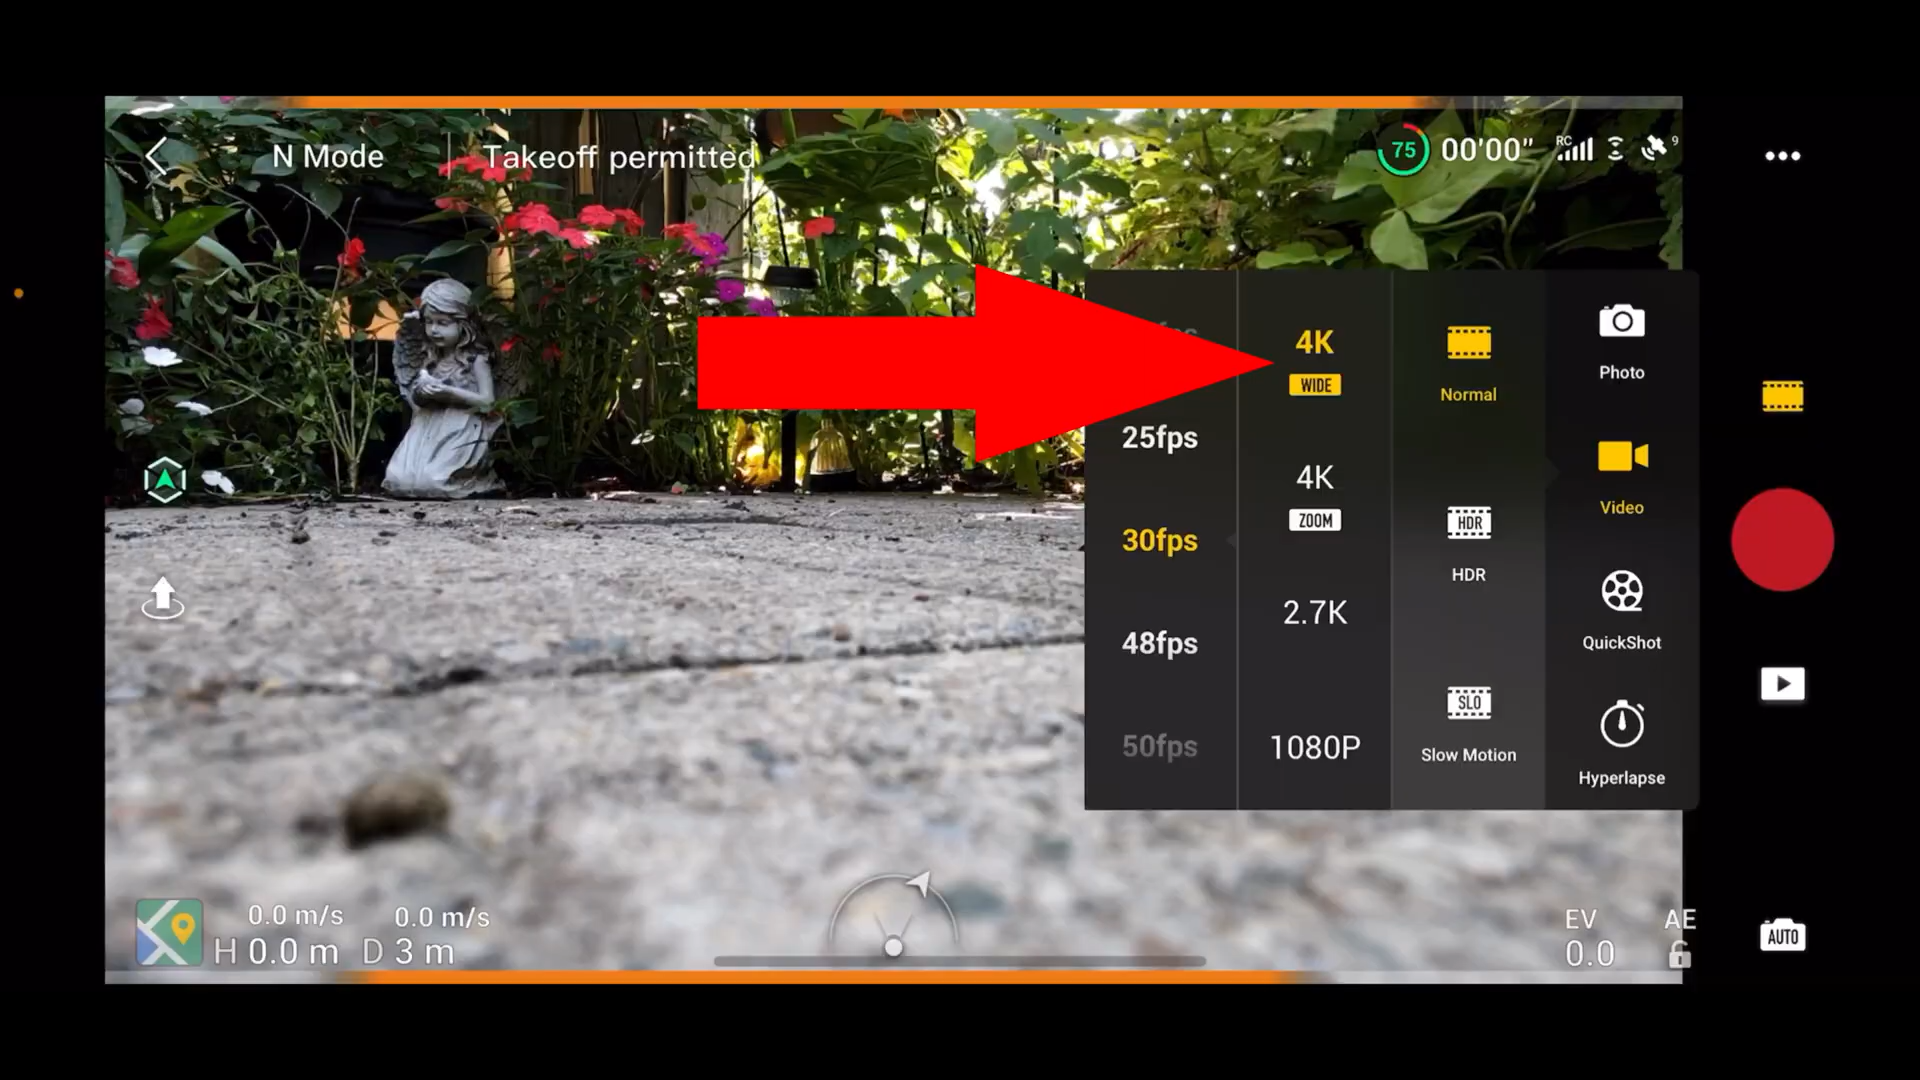 N Mode
Takeoff permitted
75
00'00"
RC
9
25fps
30fps
48fps
50fps
4K
WIDE
4K
ZOOM
2.7K
1080P
Normal
HDR
HDR
SLO
Slow Motion
Photo
Video
QuickShot
Hyperlapse
0.0 m/s
0.0 m/s
H 0.0 m
D 3 m
EV
0.0
AE
AUTO